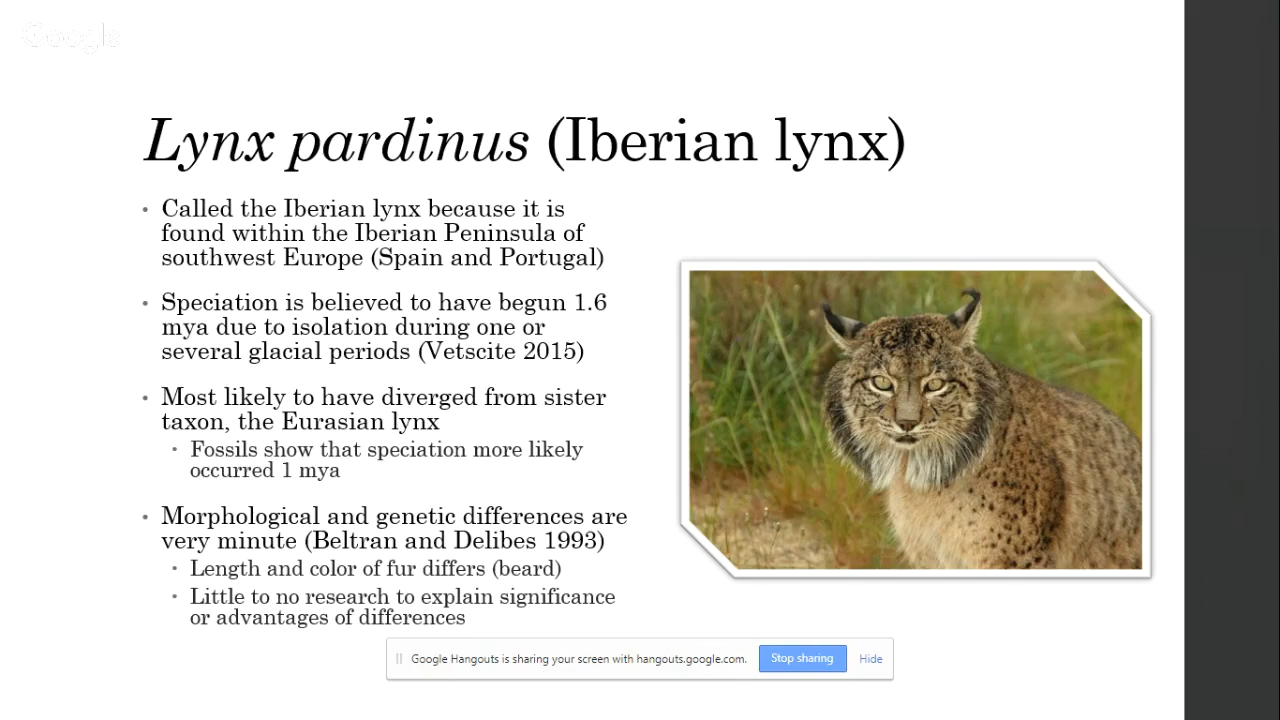 Google
Lynx pardinus (Iberian lynx)
• Called the Iberian lynx because it is
found within the Iberian Peninsula of
southwest Europe (Spain and Portugal)
• Speciation is believed to have begun 1.6
mya due to isolation during one or
several glacial periods (Vetscite 2015)
• Most likely to have diverged from sister
taxon, the Eurasian lynx
• Fossils show that speciation more likely
occurred 1 mya
• Morphological and genetic differences are
very minute (Beltran and Delibes 1993)
• Length and color of fur differs (beard)
• Little to no research to explain significance
or advantages of differences
Google Hangouts is sharing your screen with hangouts.google.com. Stop sharing Hide